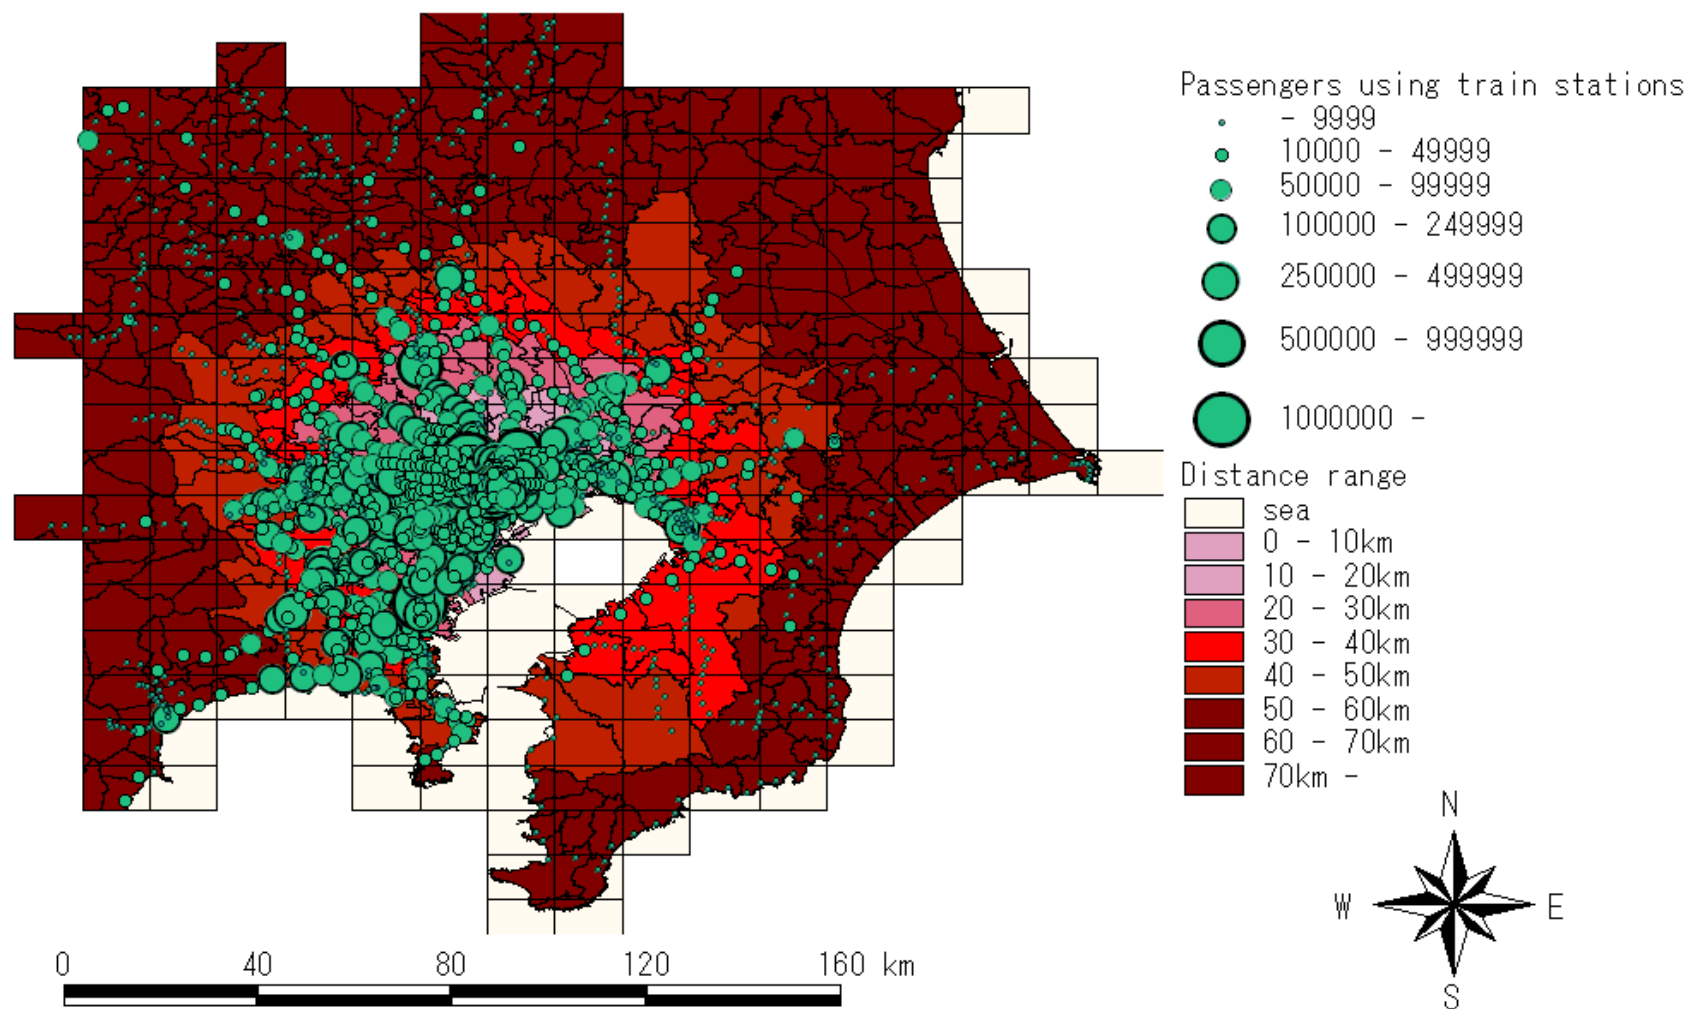 Passengers using train stations
- 9999
10000 - 49999
50000 - 99999
100000 - 249999
250000 - 499999
500000 - 999999
1000000 -
Distance range
sea
0 - 10km
10 - 20km
20 - 30km
30 - 40km
40 - 50km
50 - 60km
60 - 70km
70km -
N
W E
S
0 40 80 120 160 km